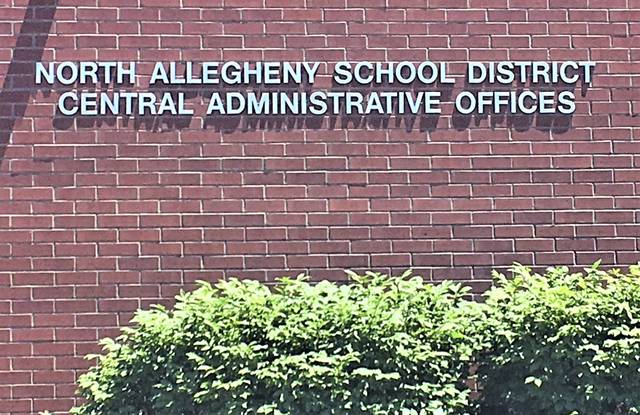 NORTH ALLEGHENY SCHOOL DISTRICT
CENTRAL ADMINISTRATIVE OFFICES